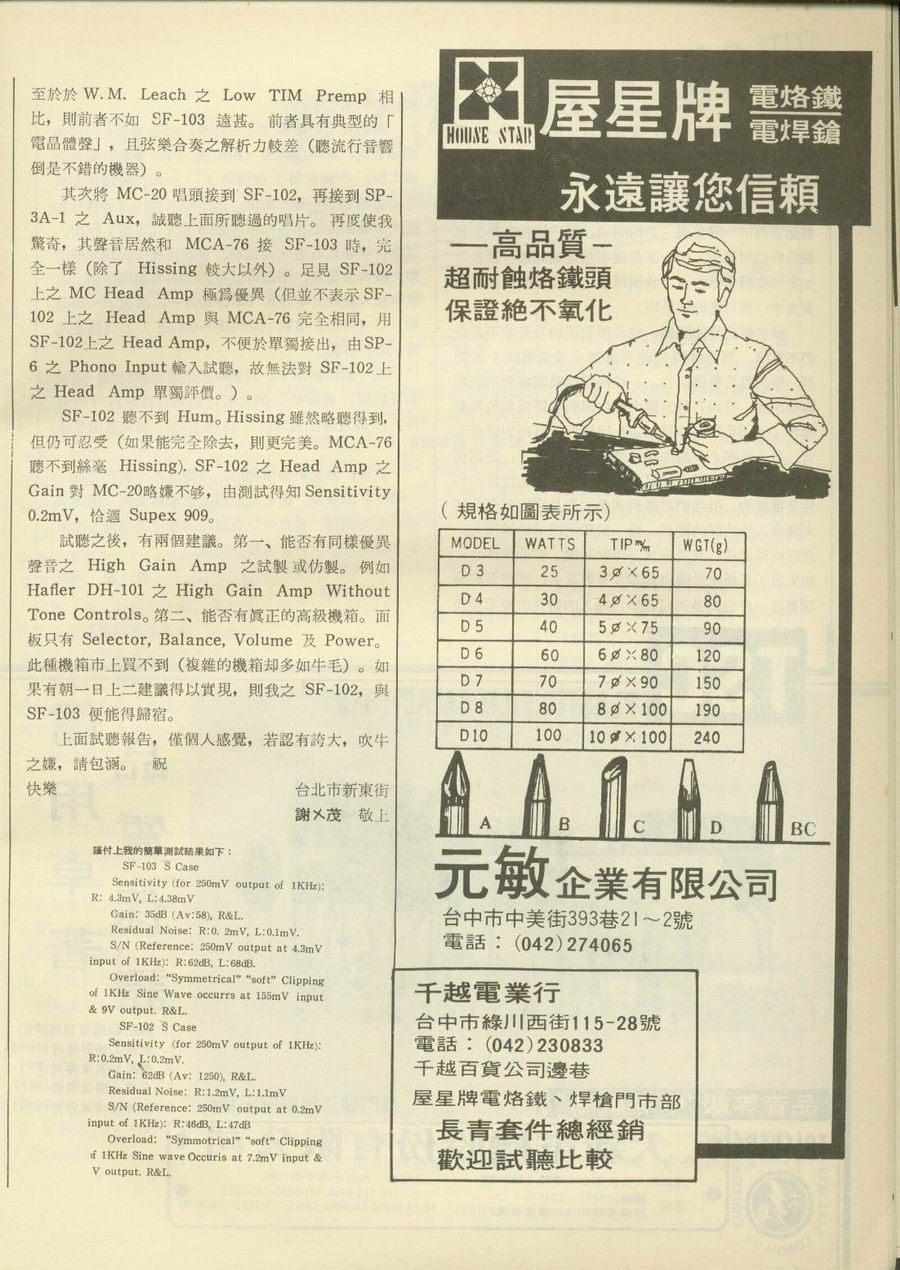 至於於 W. M. Leach 之 Low TIM Premp 相
比，則前者不如 SF-103 遠甚。前者具有典型的「
電晶體聲」，且弦樂合奏之解析力較差（聽流行音響
倒是不錯的機器）。
其次將 MC-20 唱頭接到 SF-102，再接到 SP-
3A-1 之 Aux，誠聽上面所聽過的唱片。再度使我
驚奇，其聲音居然和 MCA-76 接 SF-103 時，完
全一樣（除了 Hissing 較大以外）。足見 SF-102
上之 MC Head Amp 極爲優異（但並不表示 SF-
102 上之 Head Amp 與 MCA-76 完全相同，用
SF-102上之 Head Amp，不便於單獨接出，由SP-
6 之 Phono Input 輸入試聽，故無法對 SF-102上
之 Head Amp 單獨評價。）。
SF-102 聽不到 Hum。Hissing 雖然略聽得到，
但仍可忍受（如果能完全除去，則更完美。MCA-76
聽不到絲毫 Hissing). SF-102 之 Head Amp 之
Gain 對 MC-20略嫌不够，由測試得知 Sensitivity
0.2mV，恰適 Supex 909。
試聽之後，有兩個建議。第一、能否有同樣優異
聲音之 High Gain Amp 之試製或仿製。例如
Hafler DH-101 之 High Gain Amp Without
Tone Controls。第二、能否有眞正的高級機箱。面
板只有 Selector, Balance, Volume 及 Power。
此種機箱市上買不到（複雜的機箱却多如牛毛）。如
果有朝一日上二建議得以實現，則我之 SF-102，與
SF-103 便能得歸宿。
上面試聽報告，僅個人感覺，若認有誇大，吹牛
之嫌，請包涵。 祝
快樂 台北市新東街
謝㐅茂 敬上
謹付上我的簡單測試結果如下：
SF-103 S Case
Sensitivity (for 250mV output of 1KHz):
R: 4.3mV, L:4.38mV
Gain: 35dB (Av:58), R&L.
Residual Noise: R:0. 2mV, L:0.1mV.
S/N (Reference: 250mV output at 4.3mV
input of 1KHz): R:62dB, L:68dB.
Overload: "Symmetrical" "soft" Clipping
of 1KHz Sine Wave occurrs at 155mV input
& 9V output. R&L.
SF-102 S Case
Sensitivity (for 250mV output of 1KHz):
R:0.2mV, L:0.2mV.
Gain: 62dB (Av: 1250), R&L.
Residual Noise: R:1.2mV, L:1.1mV
S/N (Reference: 250mV output at 0.2mV
input of 1KHz): R:46dB, L:47dB
Overload: "Symmotrical" "soft" Clipping
of 1KHz Sine wave Occuris at 7.2mV input &
V output. R&L.
HOUSE STAR
屋星牌 電烙鐵
電焊鎗
永遠讓您信賴
—高品質—
超耐蝕烙鐵頭
保證絕不氧化
（規格如圖表所示）
MODEL WATTS TIP m/m WGT(g)
D3 25 3∅×65 70
D4 30 4∅×65 80
D5 40 5∅×75 90
D6 60 6∅×80 120
D7 70 7∅×90 150
D8 80 8∅×100 190
D10 100 10∅×100 240
A B C D BC
元敏企業有限公司
台中市中美街393巷21～2號
電話：(042)274065
千越電業行
台中市綠川西街115-28號
電話：(042)230833
千越百貨公司邊巷
屋星牌電烙鐵、焊槍門市部
長青套件總經銷
歡迎試聽比較